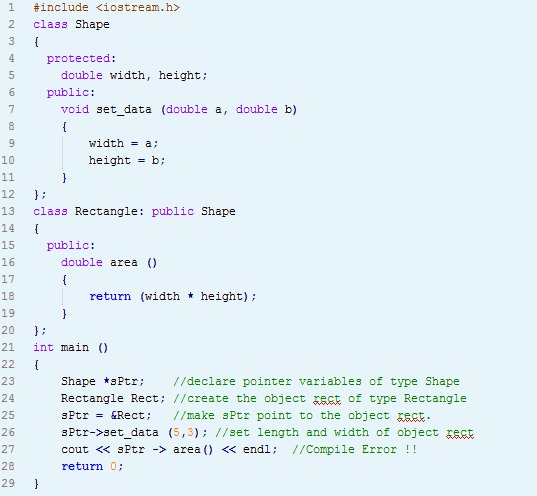 1 #include <iostream.h>
2 class Shape
3 {
4 protected:
5 double width, height;
6 public:
7 void set_data (double a, double b)
8 {
9 width = a;
10 height = b;
11 }
12 };
13 class Rectangle: public Shape
14 {
15 public:
16 double area ()
17 {
18 return (width * height);
19 }
20 };
21 int main ()
22 {
23 Shape *sPtr; //declare pointer variables of type Shape
24 Rectangle Rect; //create the object rect of type Rectangle
25 sPtr = &Rect; //make sPtr point to the object rect.
26 sPtr->set_data (5,3); //set length and width of object rect
27 cout << sPtr -> area() << endl; //Compile Error !!
28 return 0;
29 }